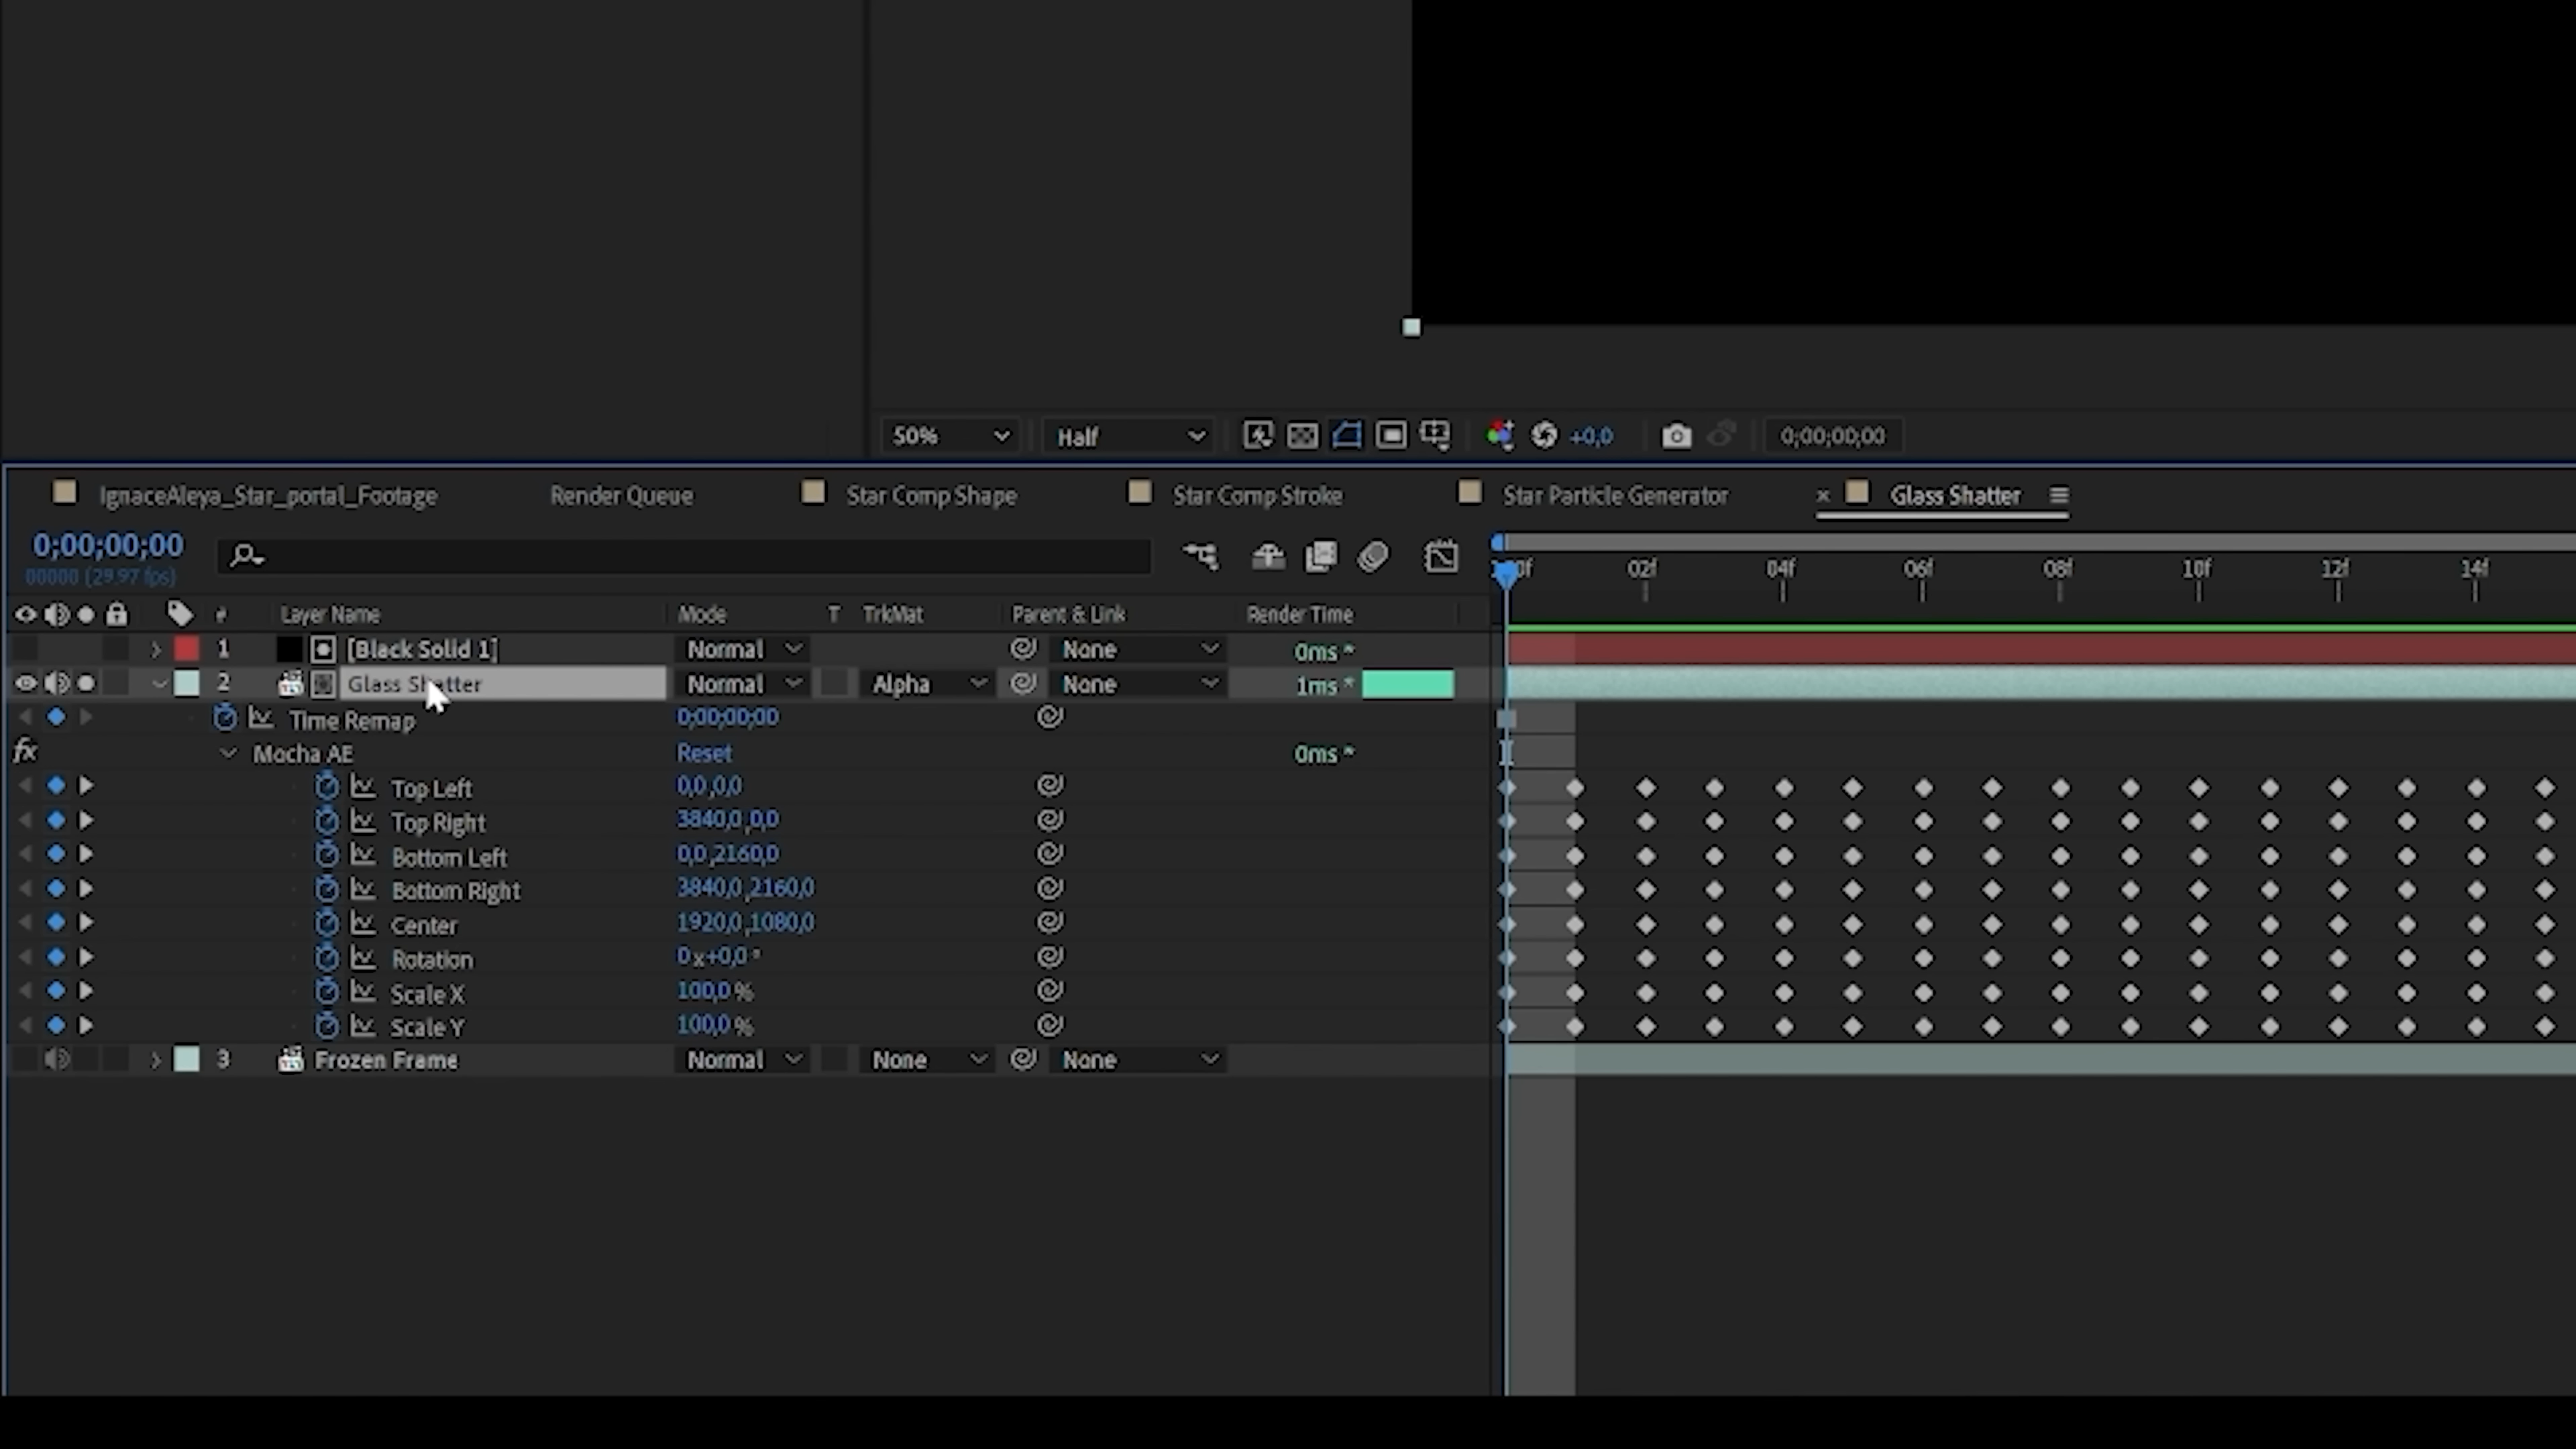 50% Half +0,0 0;00;00;00
IgnaceAleya_Star_portal_Footage Render Queue Star Comp Shape Star Comp Stroke Star Particle Generator × Glass Shatter
0;00;00;00
00000 (29.97 fps)
02f 04f 06f 08f 10f 12f 14f
# Layer Name Mode T TrkMat Parent & Link Render Time
1 [Black Solid 1] Normal None 0ms *
2 Glass Shatter Normal Alpha None 1ms *
Time Remap 0;00;00;00
fx Mocha AE Reset 0ms *
Top Left 0,0,0,0
Top Right 3840,0,0,0
Bottom Left 0,0,2160,0
Bottom Right 3840,0,2160,0
Center 1920,0,1080,0
Rotation 0x+0,0°
Scale X 100,0%
Scale Y 100,0%
3 Frozen Frame Normal None None